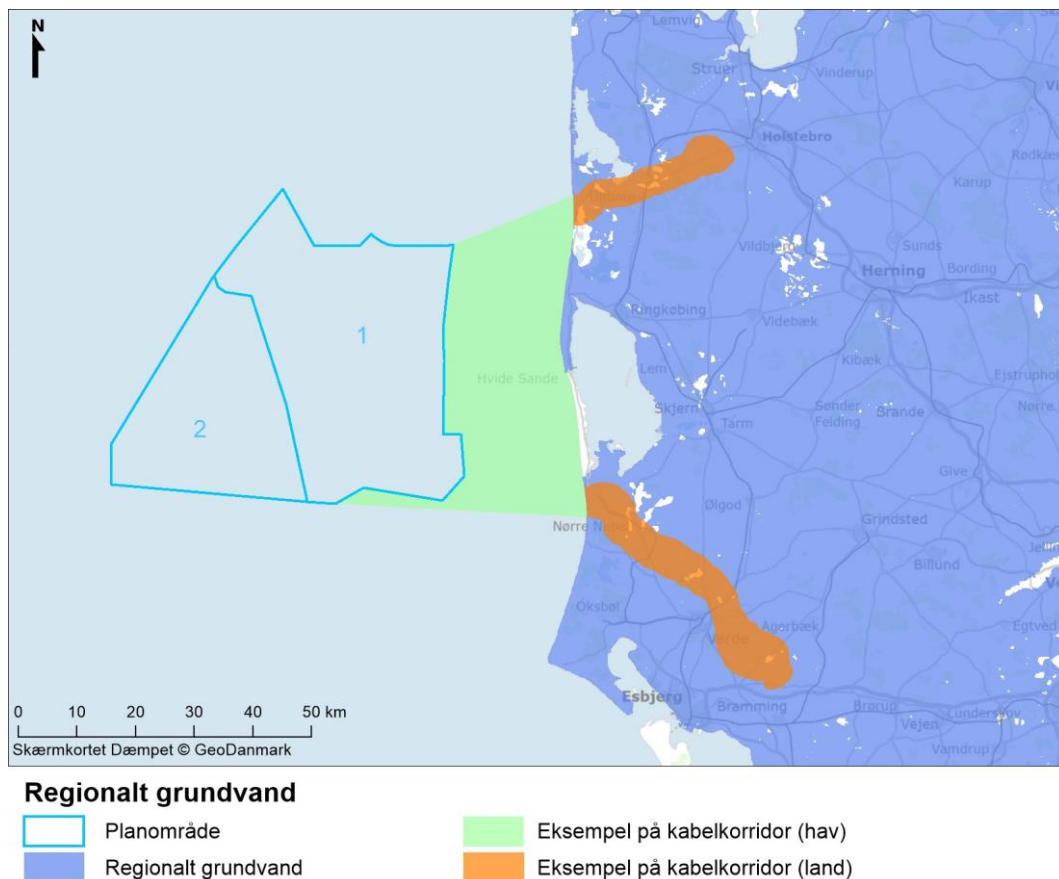 N
Lemvig
Struer
Vinderup
Holstebro
Karup
Vildbjerg
Sunds
Herning
Bording
Ikast
Ringkøbing
Videbæk
1
Hvide Sande
Lem
Kibæk
Skjern
Sønder
Felding
Brande
Nørre
2
Tarm
Give
Ølgod
Grindsted
Nørre
Billund
Oksbøl
Agerbæk
Varde
Egtved
Esbjerg
Bramming
Brørup
Vejen
Vamdrup
0 10 20 30 40 50 km
Skærmkortet Dæmpet © GeoDanmark
Regionalt grundvand
Planområde
Regionalt grundvand
Eksempel på kabelkorridor (hav)
Eksempel på kabelkorridor (land)